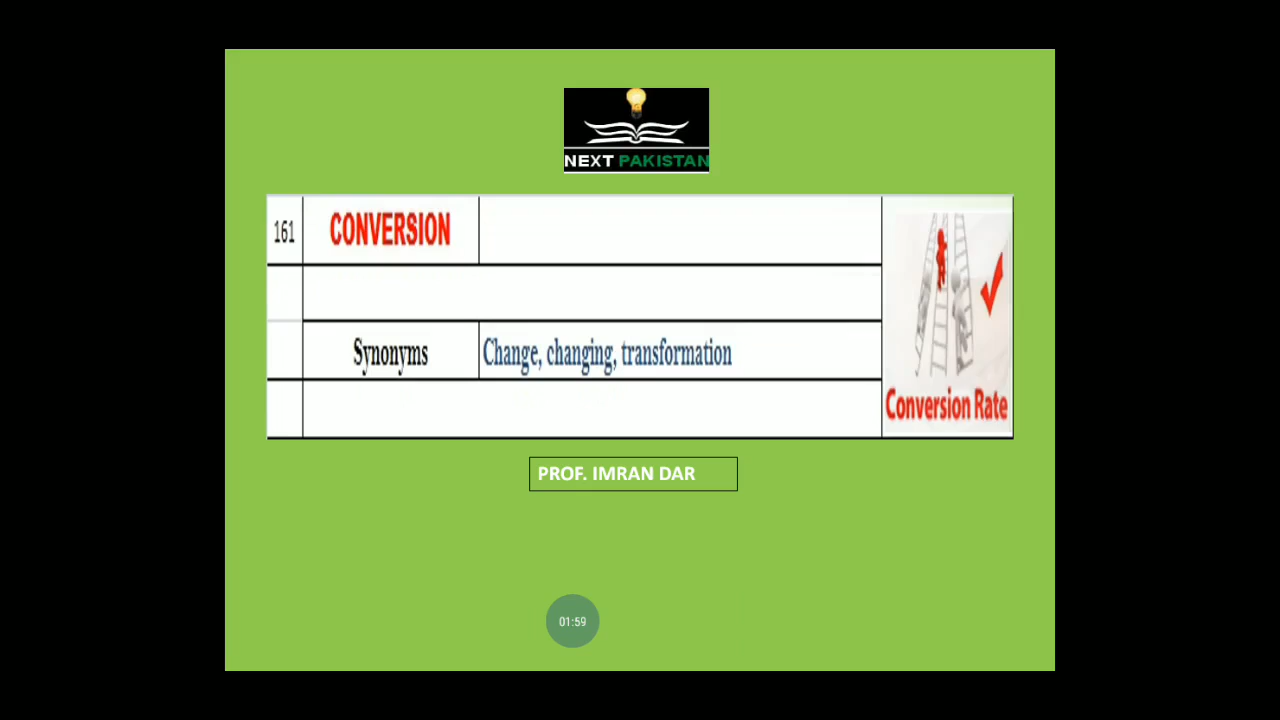 NEXT PAKISTAN
161 CONVERSION
Synonyms Change, changing, transformation
Conversion Rate
PROF. IMRAN DAR
01:59